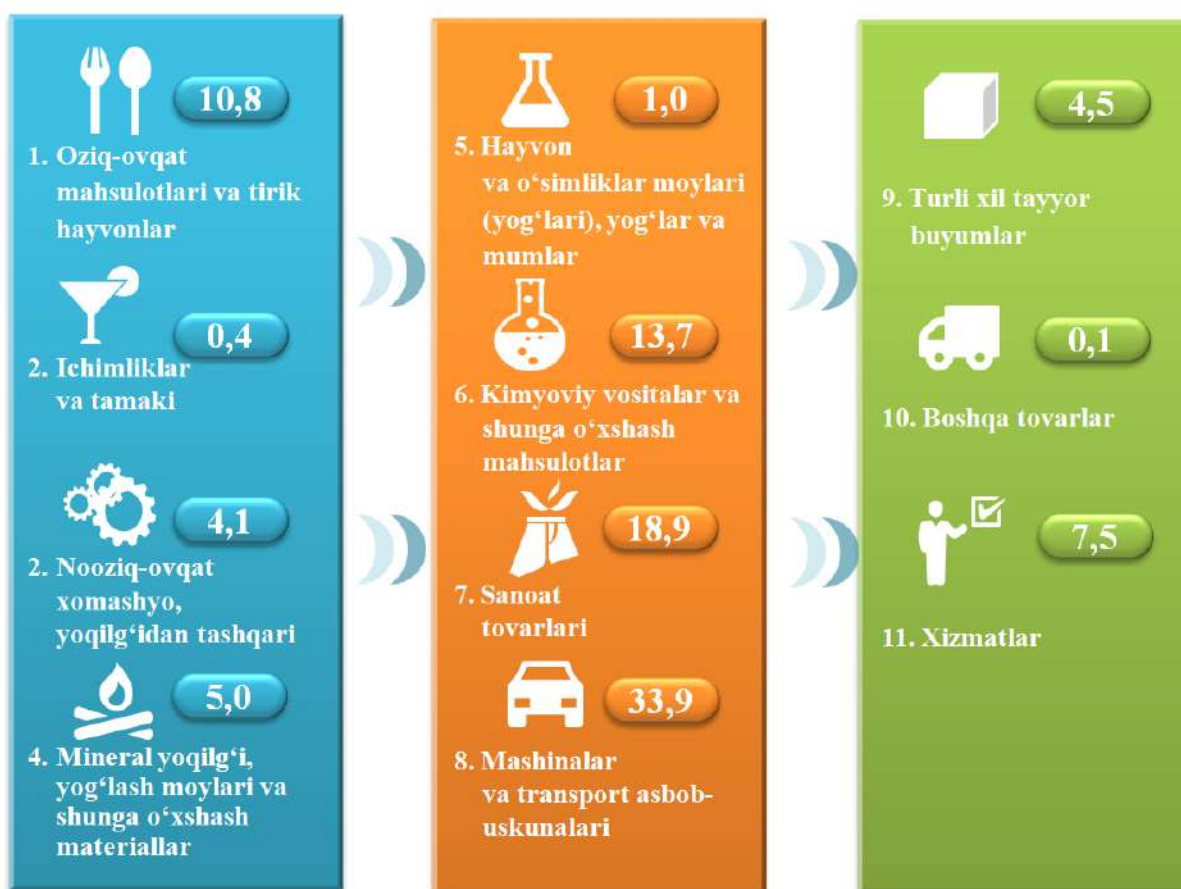 10,8
1. Oziq-ovqat
mahsulotlari va tirik
hayvonlar
0,4
2. Ichimliklar
va tamaki
4,1
2. Nooziq-ovqat
xomashyo,
yoqilg‘idan tashqari
5,0
4. Mineral yoqilg‘i,
yog‘lash moylari va
shunga o‘xshash
materiallar
1,0
5. Hayvon
va o‘simliklar moylari
(yog‘lari), yog‘lar va
mumlar
13,7
6. Kimyoviy vositalar va
shunga o‘xshash
mahsulotlar
18,9
7. Sanoat
tovarlari
33,9
8. Mashinalar
va transport asbob-
uskunalari
4,5
9. Turli xil tayyor
buyumlar
0,1
10. Boshqa tovarlar
7,5
11. Xizmatlar